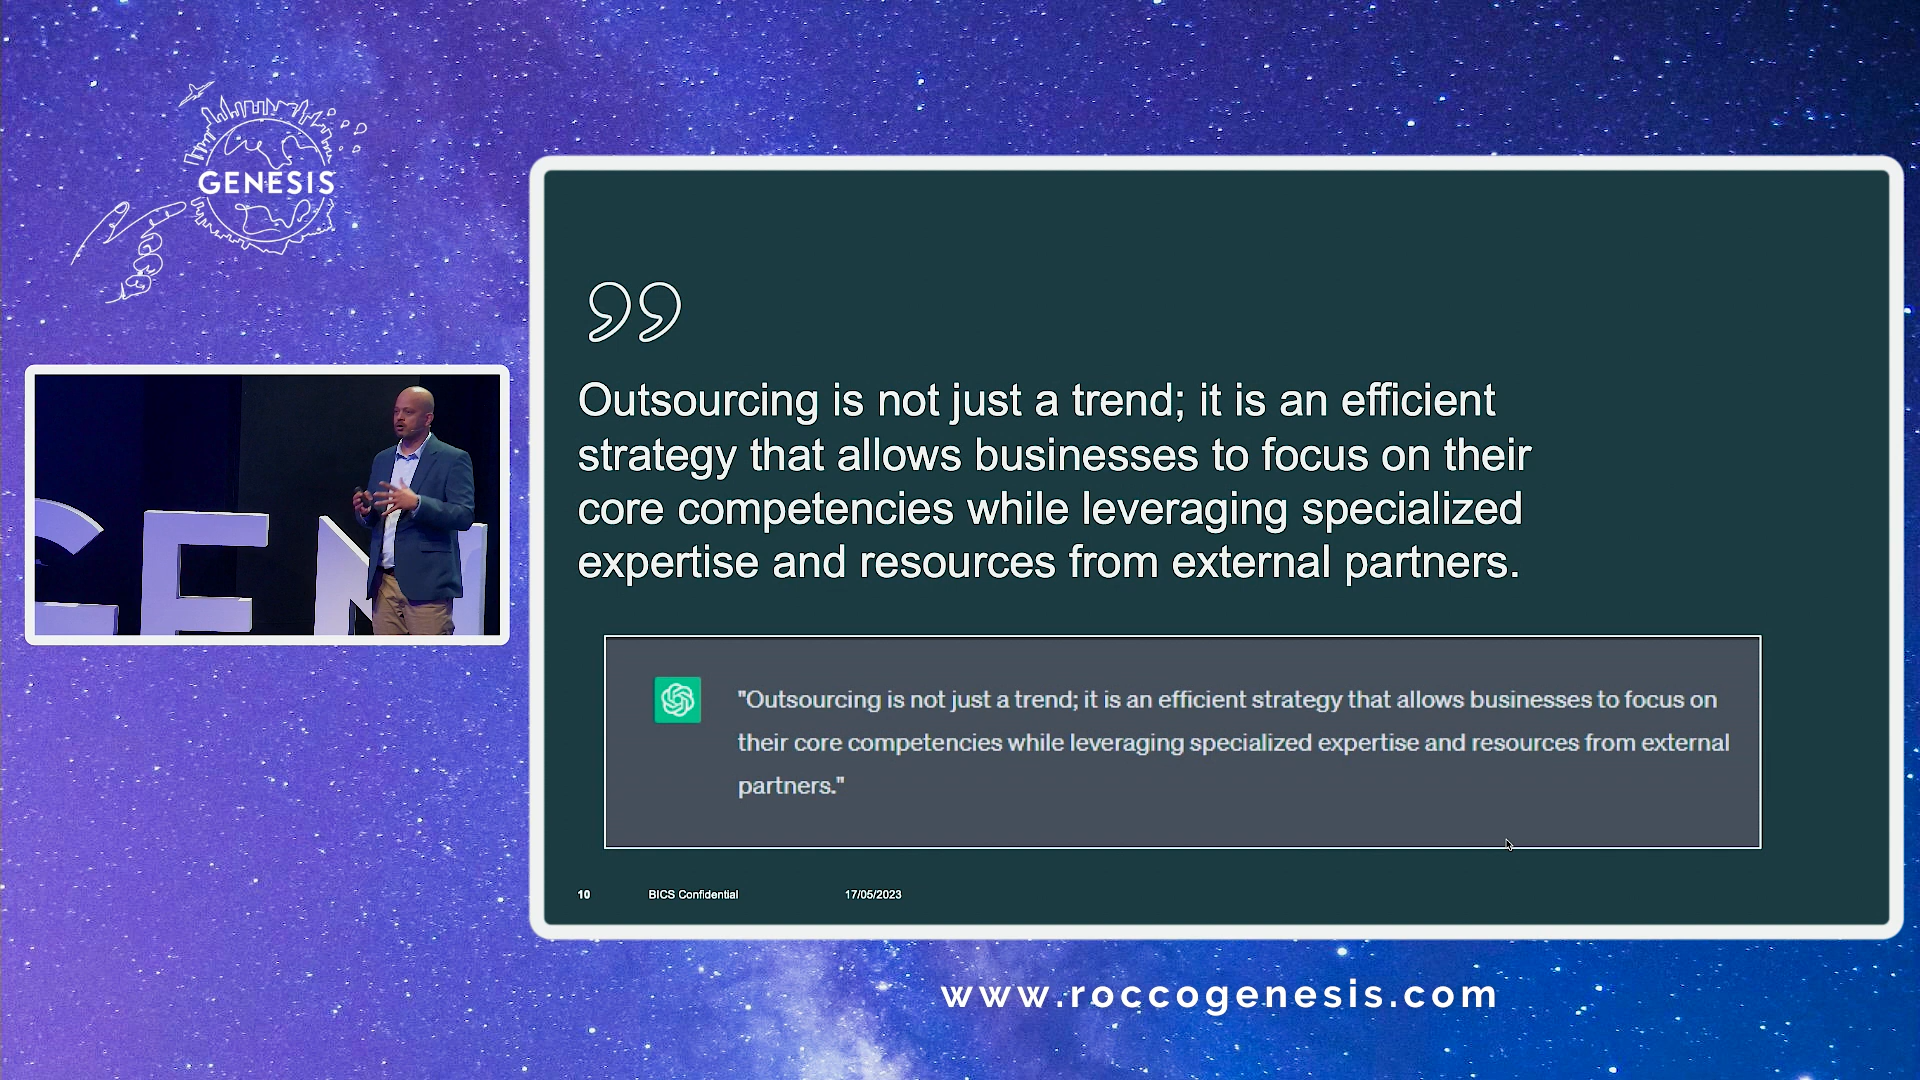 GENESIS
GEN
Outsourcing is not just a trend; it is an efficient
strategy that allows businesses to focus on their
core competencies while leveraging specialized
expertise and resources from external partners.
"Outsourcing is not just a trend; it is an efficient strategy that allows businesses to focus on
their core competencies while leveraging specialized expertise and resources from external
partners."
10 BICS Confidential 17/05/2023
www.roccogenesis.com